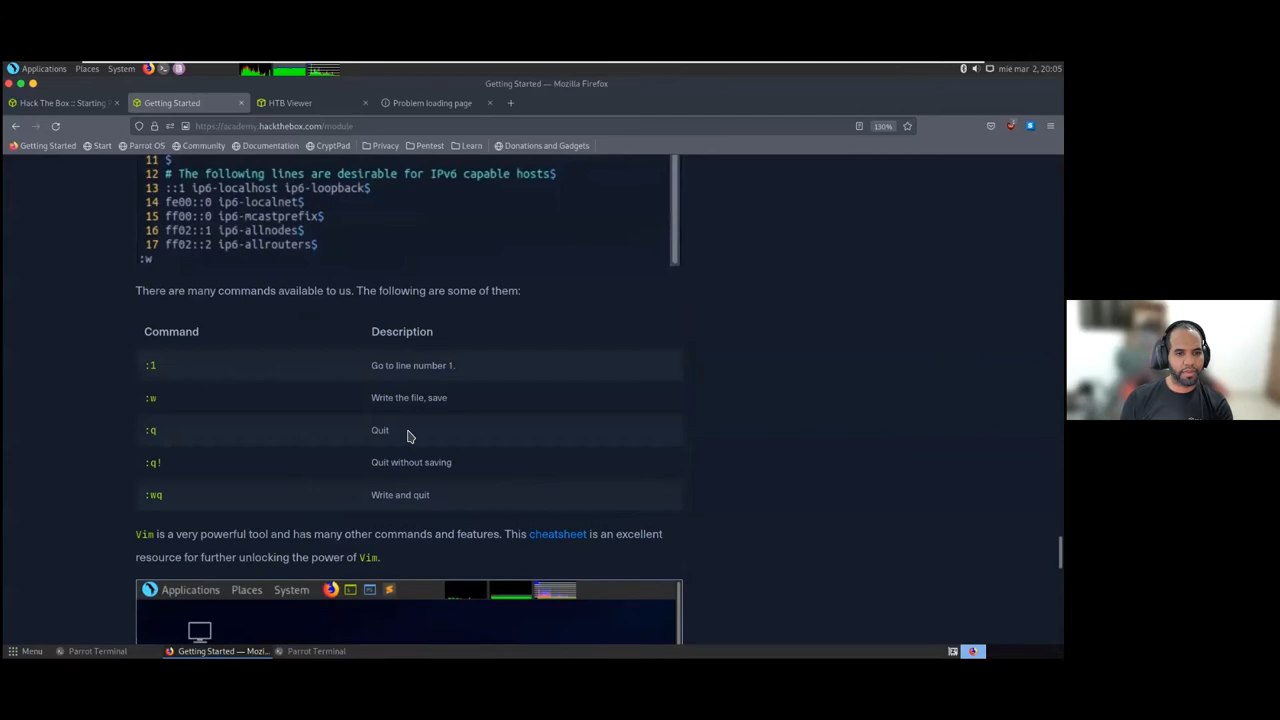 Applications Places System mié mar 2, 20:05
Getting Started — Mozilla Firefox
Hack The Box :: Starting Getting Started HTB Viewer Problem loading page
https://academy.hackthebox.com/module 130%
Getting Started Start Parrot OS Community Documentation CryptPad Privacy Pentest Learn Donations and Gadgets
11 $
12 # The following lines are desirable for IPv6 capable hosts$
13 ::1 ip6-localhost ip6-loopback$
14 fe00::0 ip6-localnet$
15 ff00::0 ip6-mcastprefix$
16 ff02::1 ip6-allnodes$
17 ff02::2 ip6-allrouters$
:w
There are many commands available to us. The following are some of them:
Command Description
:1 Go to line number 1.
:w Write the file, save
:q Quit
:q! Quit without saving
:wq Write and quit
Vim is a very powerful tool and has many other commands and features. This cheatsheet is an excellent
resource for further unlocking the power of Vim.
Applications Places System
Menu Parrot Terminal Getting Started — Mozi... Parrot Terminal